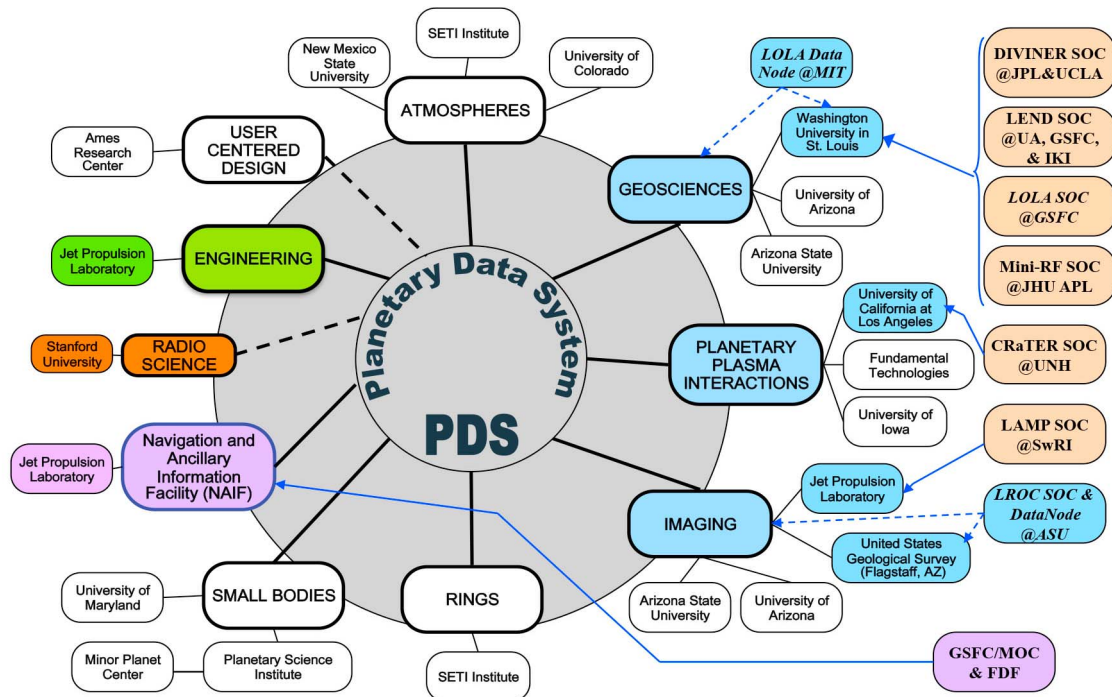 SETI Institute
New Mexico
State
University
University of
Colorado
ATMOSPHERES
LOLA Data
Node @MIT
DIVINER SOC
@JPL&UCLA
Ames
Research
Center
USER
CENTERED
DESIGN
Washington
University in
St. Louis
LEND SOC
@UA, GSFC,
& IKI
GEOSCIENCES
University of
Arizona
LOLA SOC
@GSFC
Jet Propulsion
Laboratory
ENGINEERING
Arizona State
University
Mini-RF SOC
@JHU APL
Planetary Data System
PDS
University of
California at
Los Angeles
Stanford
University
RADIO
SCIENCE
PLANETARY
PLASMA
INTERACTIONS
Fundamental
Technologies
CRaTER SOC
@UNH
University of
Iowa
Jet Propulsion
Laboratory
Navigation and
Ancillary
Information
Facility (NAIF)
LAMP SOC
@SwRI
Jet Propulsion
Laboratory
IMAGING
LROC SOC &
DataNode
@ASU
United States
Geological Survey
(Flagstaff, AZ)
University of
Maryland
SMALL BODIES
RINGS
Arizona State
University
University of
Arizona
Minor Planet
Center
Planetary Science
Institute
SETI Institute
GSFC/MOC
& FDF